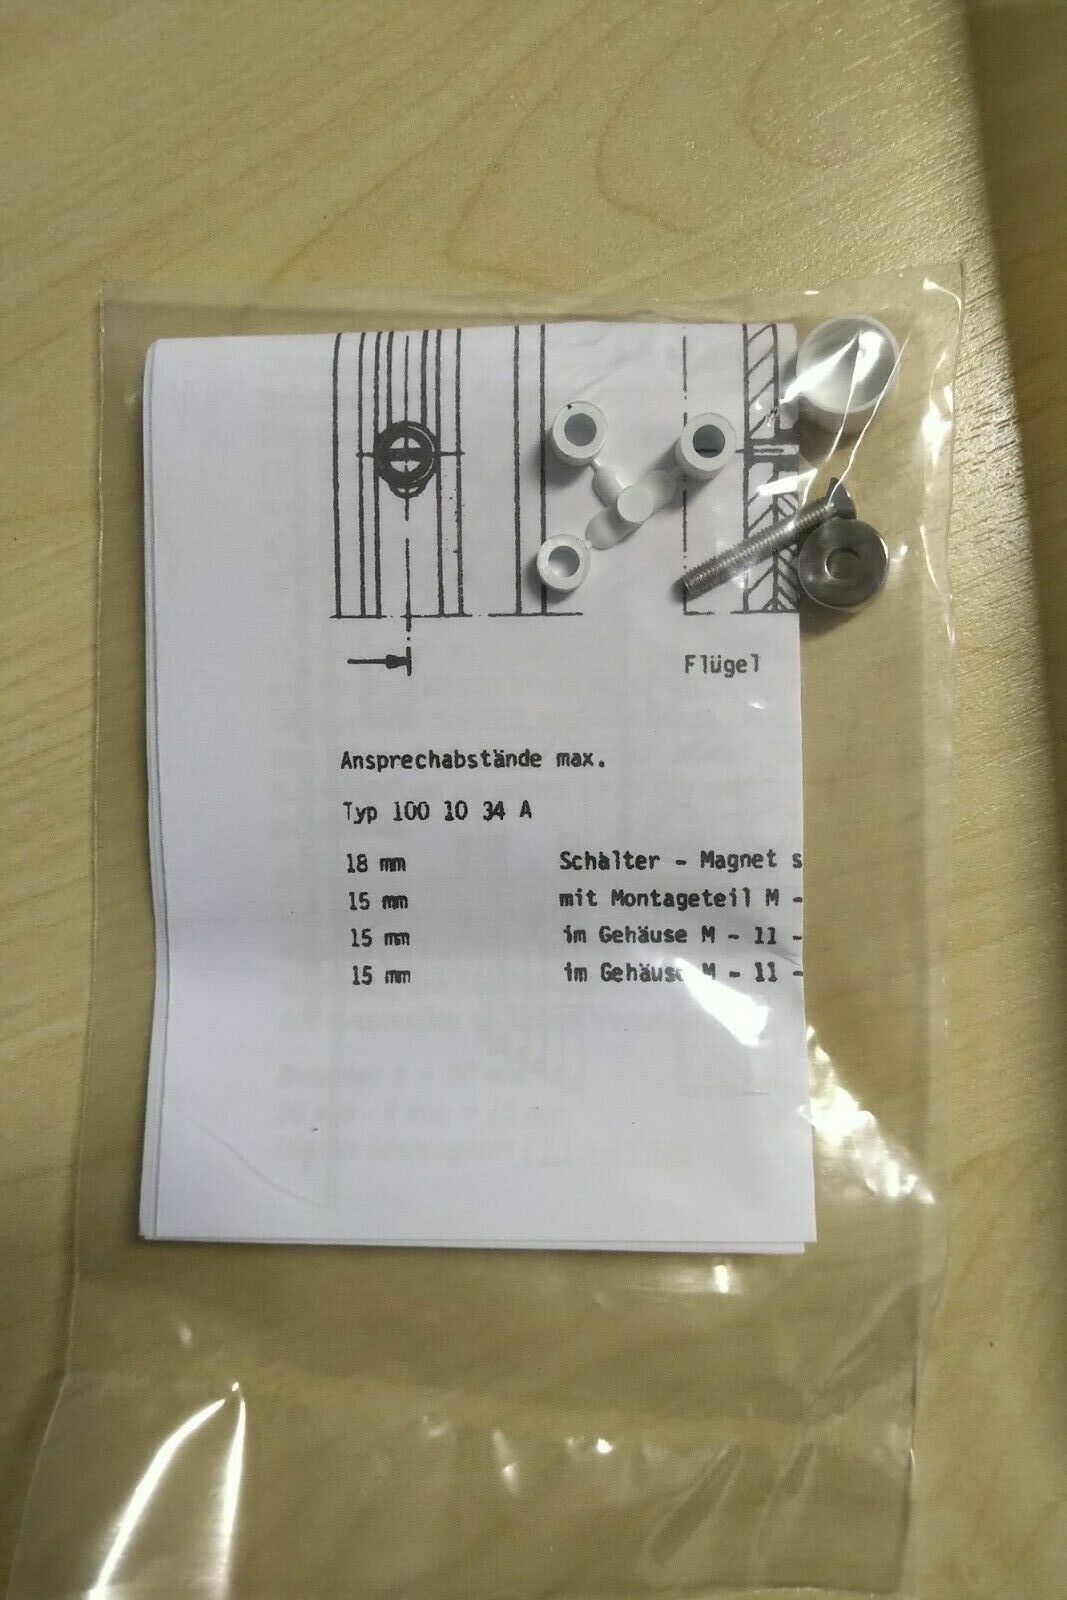 Flügel
Ansprechabstände max.
Typ 100 10 34 A
18 mm Schalter - Magnet s
15 mm mit Montageteil M -
15 mm im Gehäuse M - 11 -
15 mm im Gehäuse M - 11 -